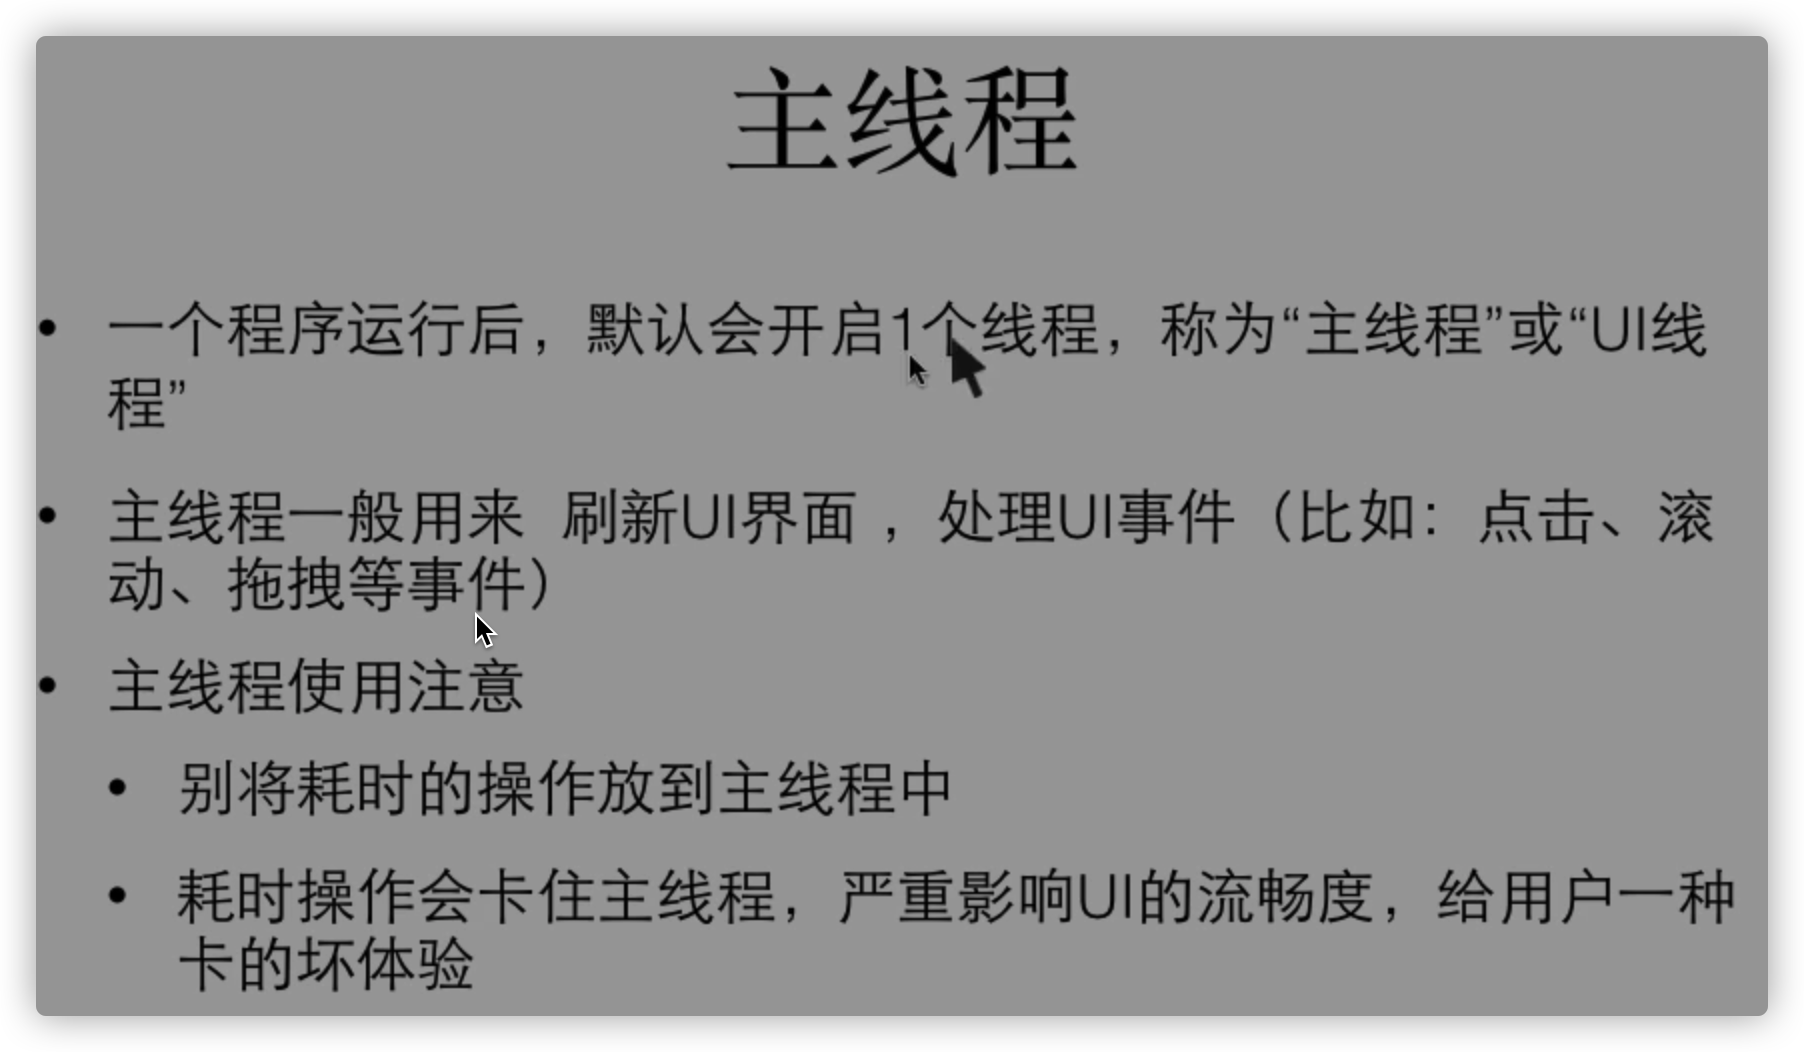 主线程
• 一个程序运行后，默认会开启1个线程，称为“主线程”或“UI线
程”
• 主线程一般用来 刷新UI界面 ，处理UI事件（比如：点击、滚
动、拖拽等事件）
• 主线程使用注意
• 别将耗时的操作放到主线程中
• 耗时操作会卡住主线程，严重影响UI的流畅度，给用户一种
卡的坏体验